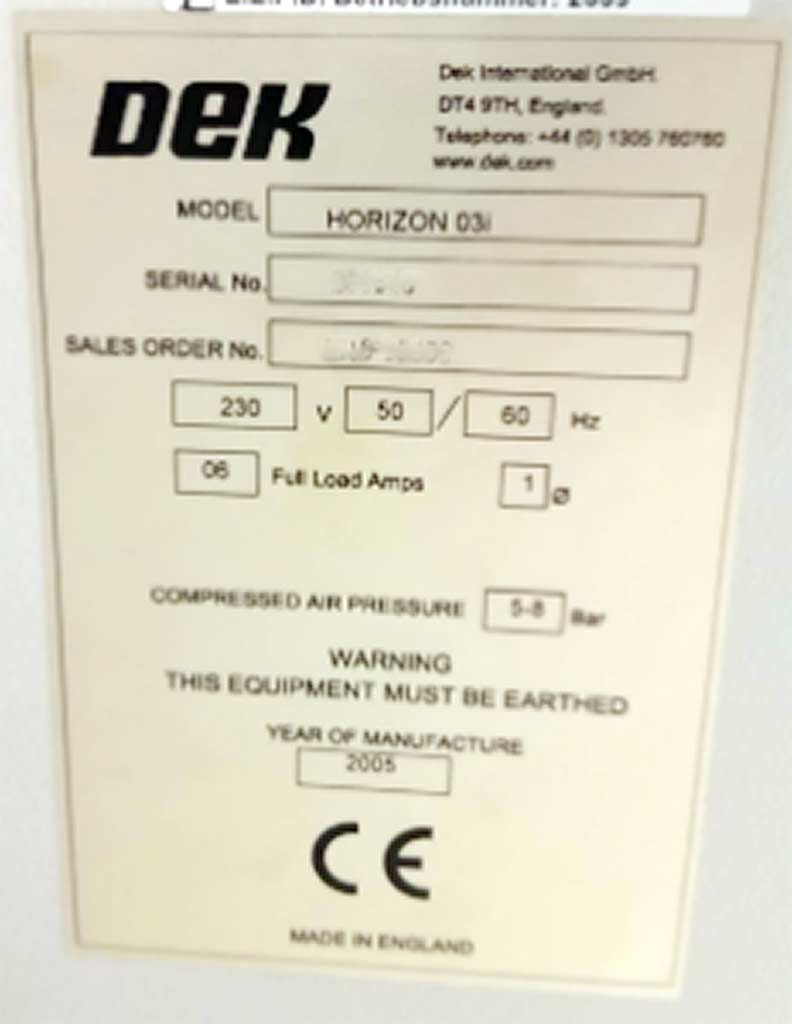 Betriebsnummer: 2009
DEK
Dek International GmbH.
DT4 9TH, England.
Telephone: +44 (0) 1305 760760
www.dek.com
MODEL HORIZON 03i
SERIAL No.
SALES ORDER No.
230 V 50 / 60 Hz
06 Full Load Amps 1 Ø
COMPRESSED AIR PRESSURE 5-8 Bar
WARNING
THIS EQUIPMENT MUST BE EARTHED
YEAR OF MANUFACTURE
2005
CE
MADE IN ENGLAND